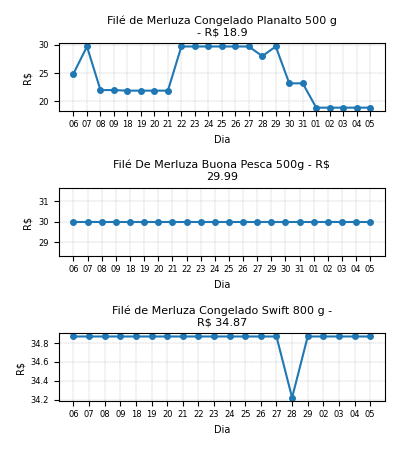 Filé de Merluza Congelado Planalto 500 g
- R$ 18.9
30
25
20
R$
06 07 08 09 18 19 20 21 22 23 24 25 26 27 28 29 30 31 01 02 03 04 05
Dia
Filé De Merluza Buona Pesca 500g - R$
29.99
31
30
29
R$
06 07 08 09 18 19 20 21 22 23 24 25 26 27 29 30 31 01 02 03 04 05
Dia
Filé de Merluza Congelado Swift 800 g -
R$ 34.87
34.8
34.6
34.4
34.2
R$
06 07 08 09 18 19 20 21 22 23 24 25 26 27 28 29 02 03 04 05
Dia